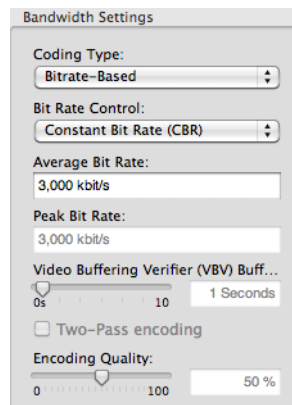 Bandwidth Settings
Coding Type:
Bitrate-Based
Bit Rate Control:
Constant Bit Rate (CBR)
Average Bit Rate:
3,000 kbit/s
Peak Bit Rate:
3,000 kbit/s
Video Buffering Verifier (VBV) Buff...
0s 10 1 Seconds
Two-Pass encoding
Encoding Quality:
0 100 50 %